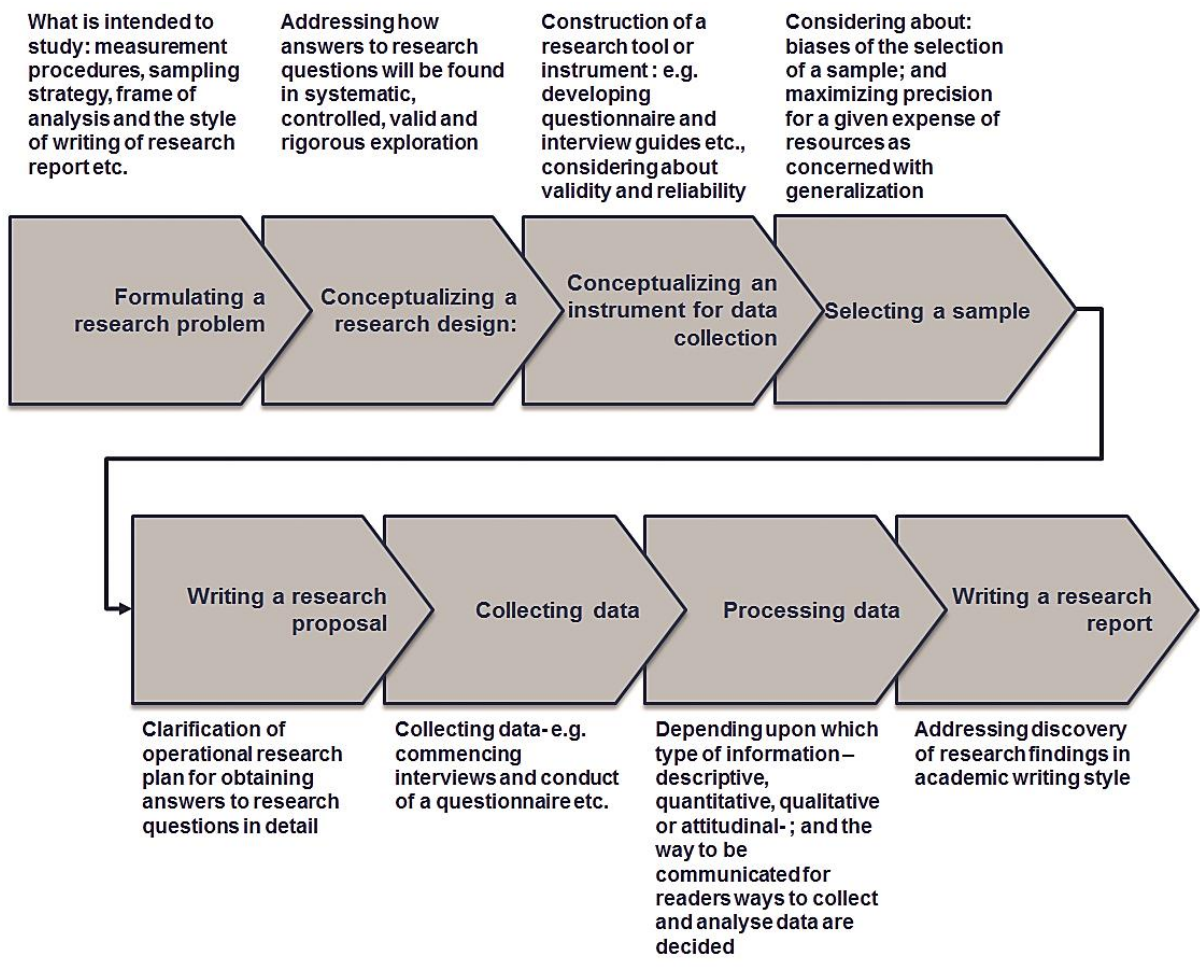 What is intended to
study: measurement
procedures, sampling
strategy, frame of
analysis and the style
of writing of research
report etc.
Addressing how
answers to research
questions will be found
in systematic,
controlled, valid and
rigorous exploration
Construction of a
research tool or
instrument : e.g.
developing
questionnaire and
interview guides etc.,
considering about
validity and reliability
Considering about:
biases of the selection
of a sample; and
maximizing precision
for a given expense of
resources as
concerned with
generalization
Formulating a
research problem
Conceptualizing a
research design:
Conceptualizing an
instrument for data
collection
Selecting a sample
Writing a research
proposal
Collecting data
Processing data
Writing a research
report
Clarification of
operational research
plan for obtaining
answers to research
questions in detail
Collecting data- e.g.
commencing
interviews and conduct
of a questionnaire etc.
Depending upon which
type of information –
descriptive,
quantitative, qualitative
or attitudinal- ; and the
way to be
communicated for
readers ways to collect
and analyse data are
decided
Addressing discovery
of research findings in
academic writing style